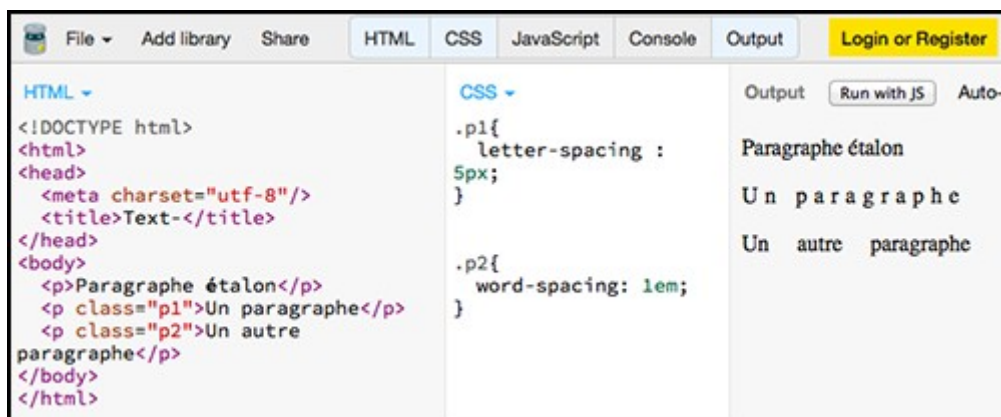 File Add library Share HTML CSS JavaScript Console Output Login or Register
HTML
<!DOCTYPE html>
<html>
<head>
<meta charset="utf-8"/>
<title>Text-</title>
</head>
<body>
<p>Paragraphe étalon</p>
<p class="p1">Un paragraphe</p>
<p class="p2">Un autre
paragraphe</p>
</body>
</html>
CSS
.p1{
letter-spacing :
5px;
}
.p2{
word-spacing: 1em;
}
Output Run with JS Auto-
Paragraphe étalon
Un paragraphe
Un autre paragraphe